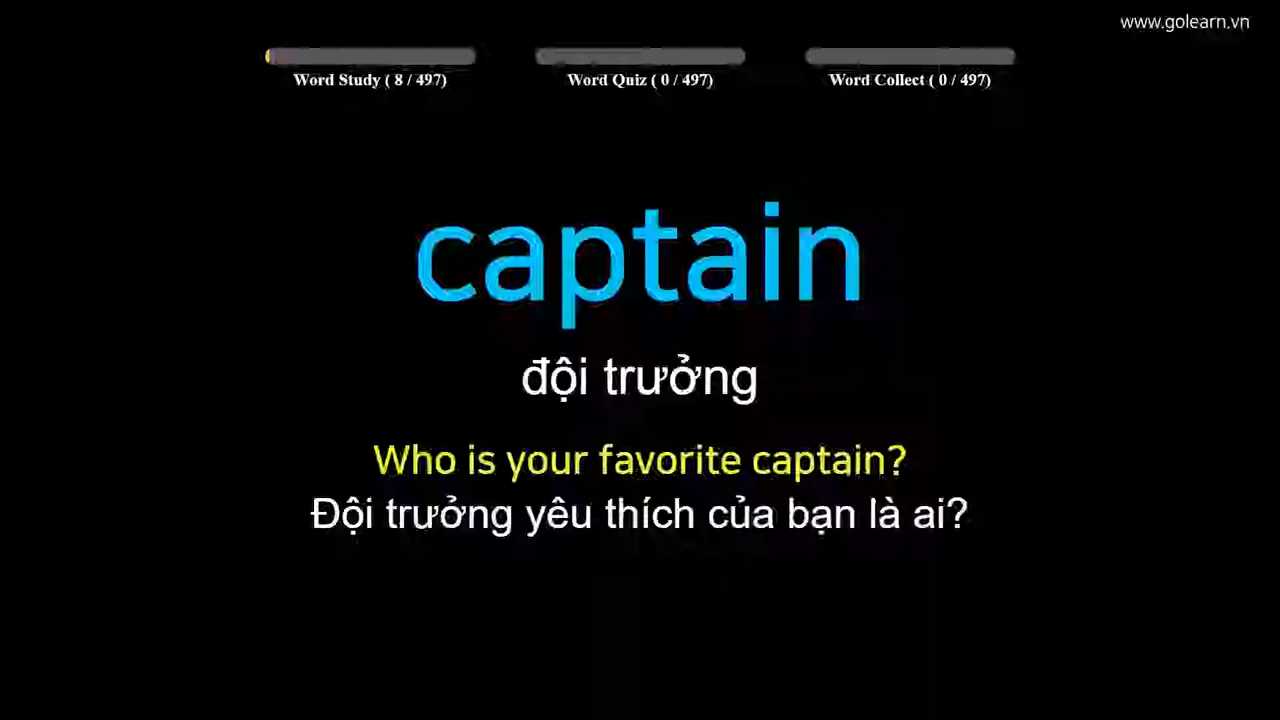 www.golearn.vn
Word Study ( 8 / 497)
Word Quiz ( 0 / 497)
Word Collect ( 0 / 497)
captain
đội trưởng
Who is your favorite captain?
Đội trưởng yêu thích của bạn là ai?